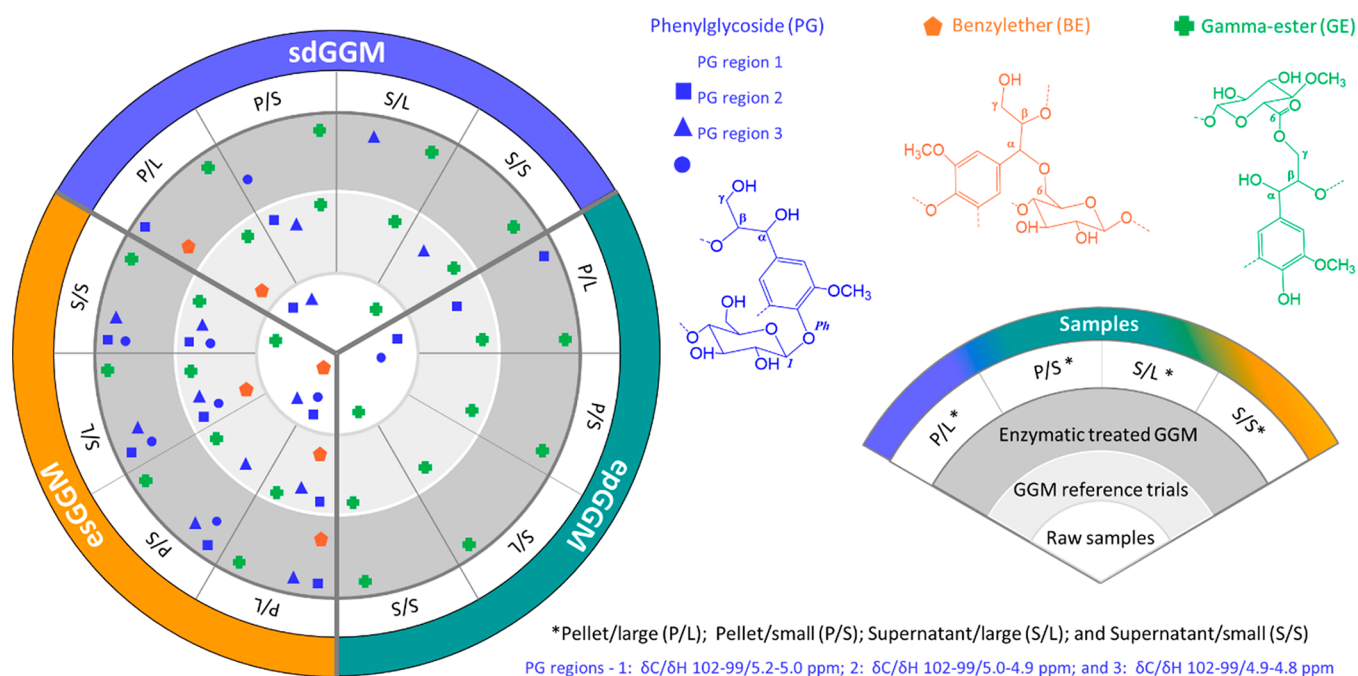 sdGGM
P/S
S/L
P/L
S/S
S/S
P/L
S/L
P/S
P/S
S/L
P/L
S/S
esGGM
epGGM
Phenylglycoside (PG)
PG region 1
PG region 2
PG region 3
OH
γ
β
OH
O
α
OCH3
OH
O
O
Ph
O
HO
OH
1
Benzylether (BE)
OH
γ
O
β
α
OCH3
O
O
6
O
O
O
HO
OH
Gamma-ester (GE)
OH
OCH3
HO
O
O
O
6
O
γ
β
HO
O
α
OCH3
OH
Samples
P/L*
P/S *
S/L *
S/S*
Enzymatic treated GGM
GGM reference trials
Raw samples
*Pellet/large (P/L); Pellet/small (P/S); Supernatant/large (S/L); and Supernatant/small (S/S)
PG regions - 1: δC/δH 102-99/5.2-5.0 ppm; 2: δC/δH 102-99/5.0-4.9 ppm; and 3: δC/δH 102-99/4.9-4.8 ppm